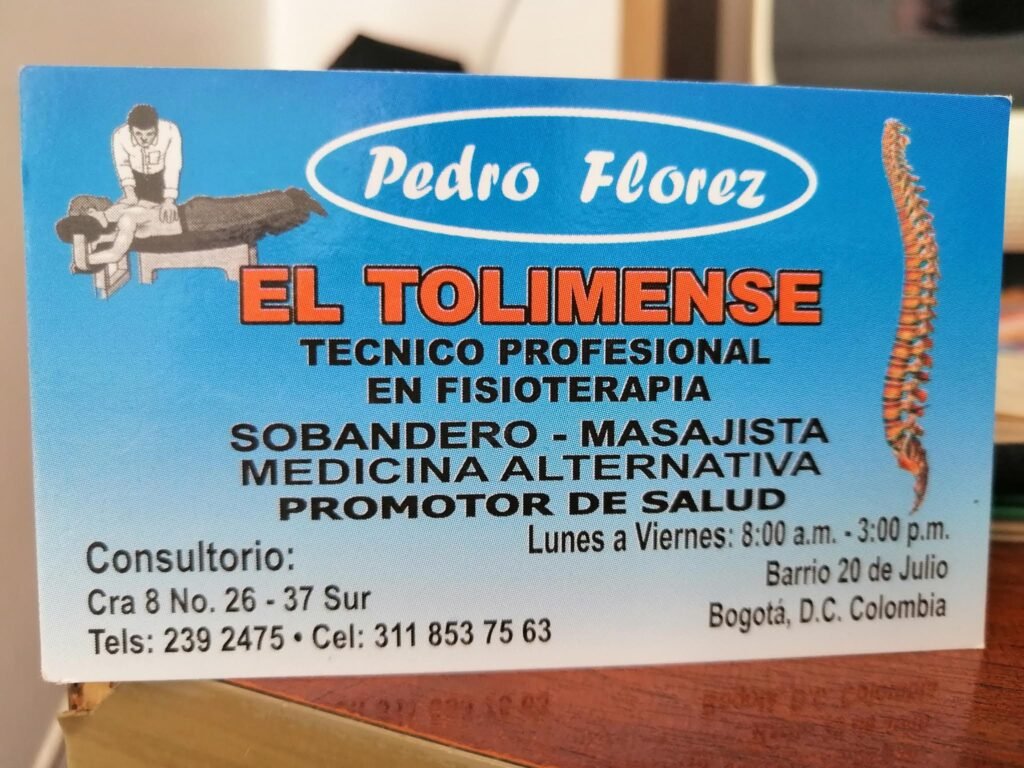 Pedro Florez
EL TOLIMENSE
TECNICO PROFESIONAL
EN FISIOTERAPIA
SOBANDERO - MASAJISTA
MEDICINA ALTERNATIVA
PROMOTOR DE SALUD
Lunes a Viernes: 8:00 a.m. - 3:00 p.m.
Barrio 20 de Julio
Bogotá, D.C. Colombia
Consultorio:
Cra 8 No. 26 - 37 Sur
Tels: 239 2475 • Cel: 311 853 75 63